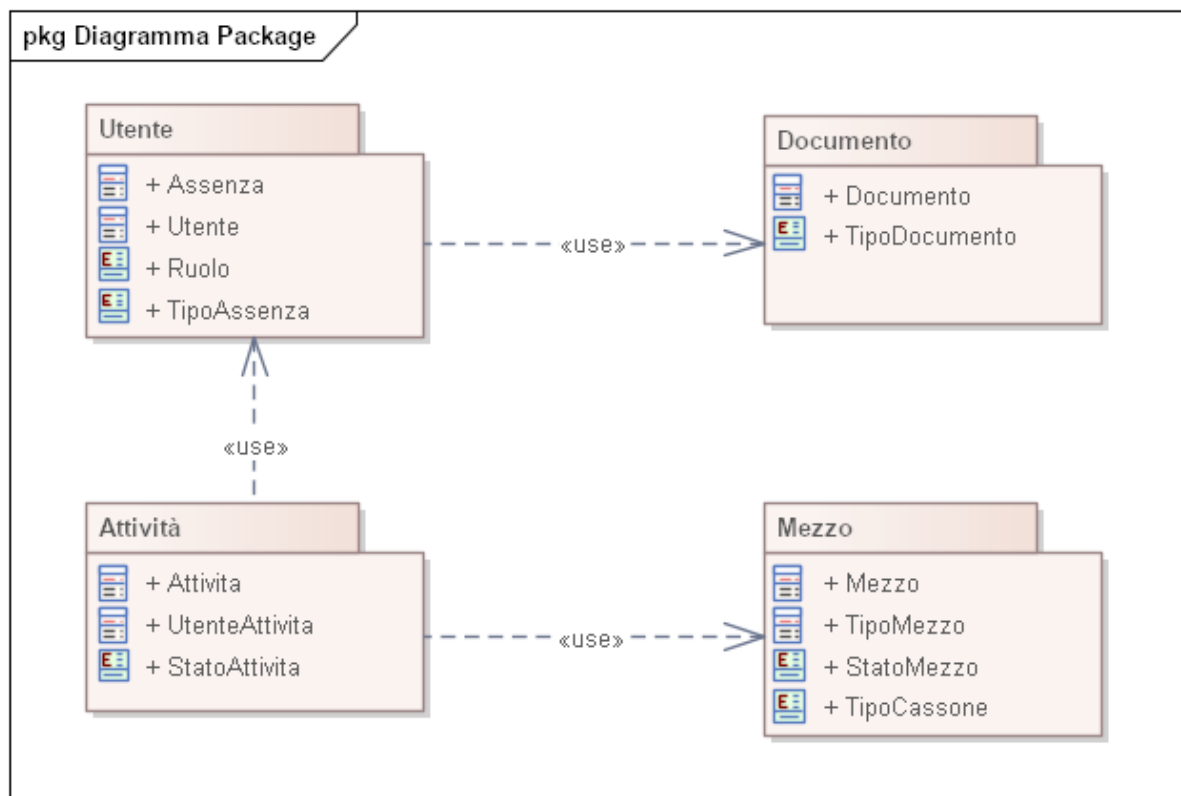 pkg Diagramma Package
Utente
+ Assenza
+ Utente
+ Ruolo
+ TipoAssenza
«use»
Documento
+ Documento
+ TipoDocumento
«use»
Attività
+ Attivita
+ UtenteAttivita
+ StatoAttivita
«use»
Mezzo
+ Mezzo
+ TipoMezzo
+ StatoMezzo
+ TipoCassone